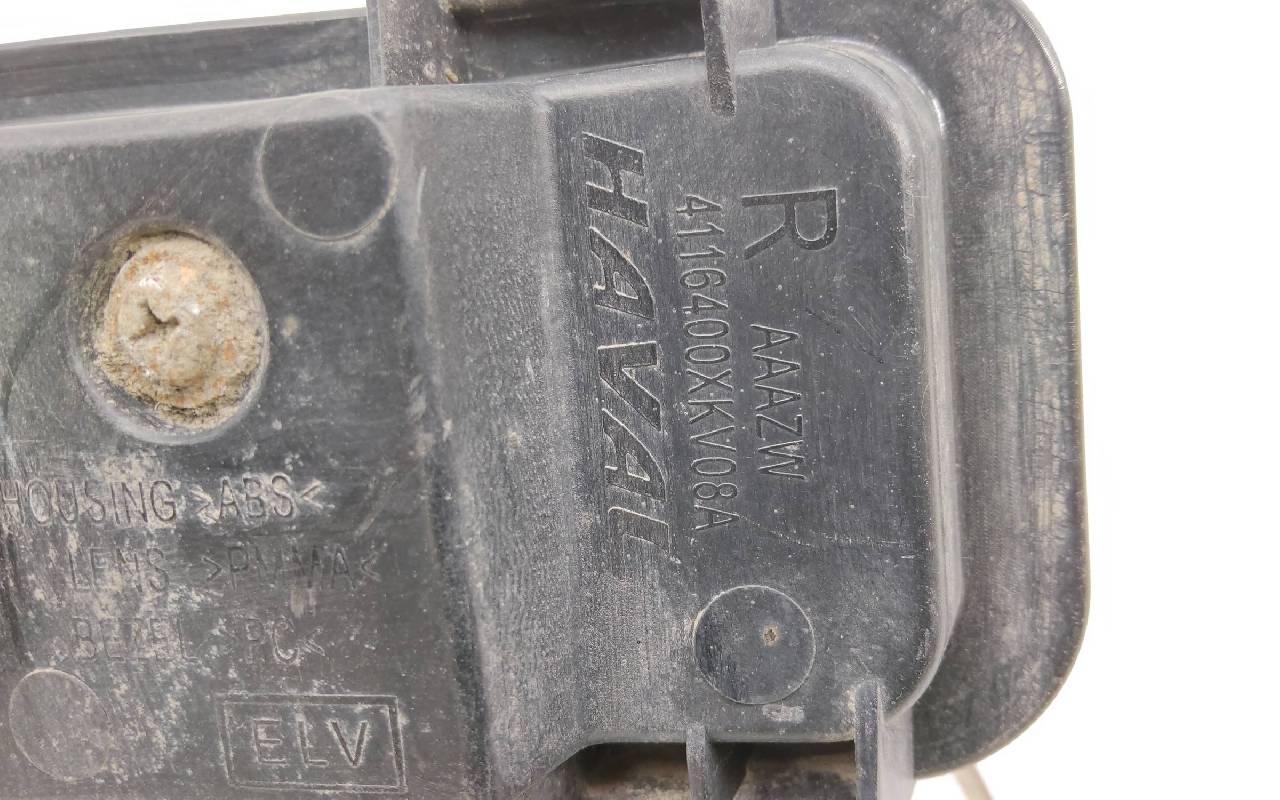 R AAAZW
4116400XKV08A
HAVAL
HOUSING >ABS<
LENS >PMMA<
BEZEL >PC<
ELV